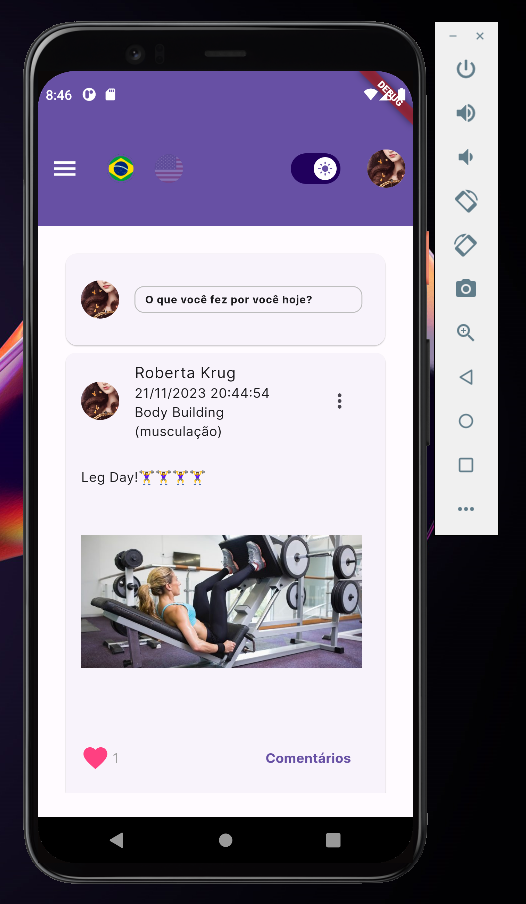 8:46
DEBUG
O que você fez por você hoje?
Roberta Krug
21/11/2023 20:44:54
Body Building
(musculação)
Leg Day!🏋️‍♀️🏋️‍♀️🏋️‍♀️🏋️‍♀️
1
Comentários